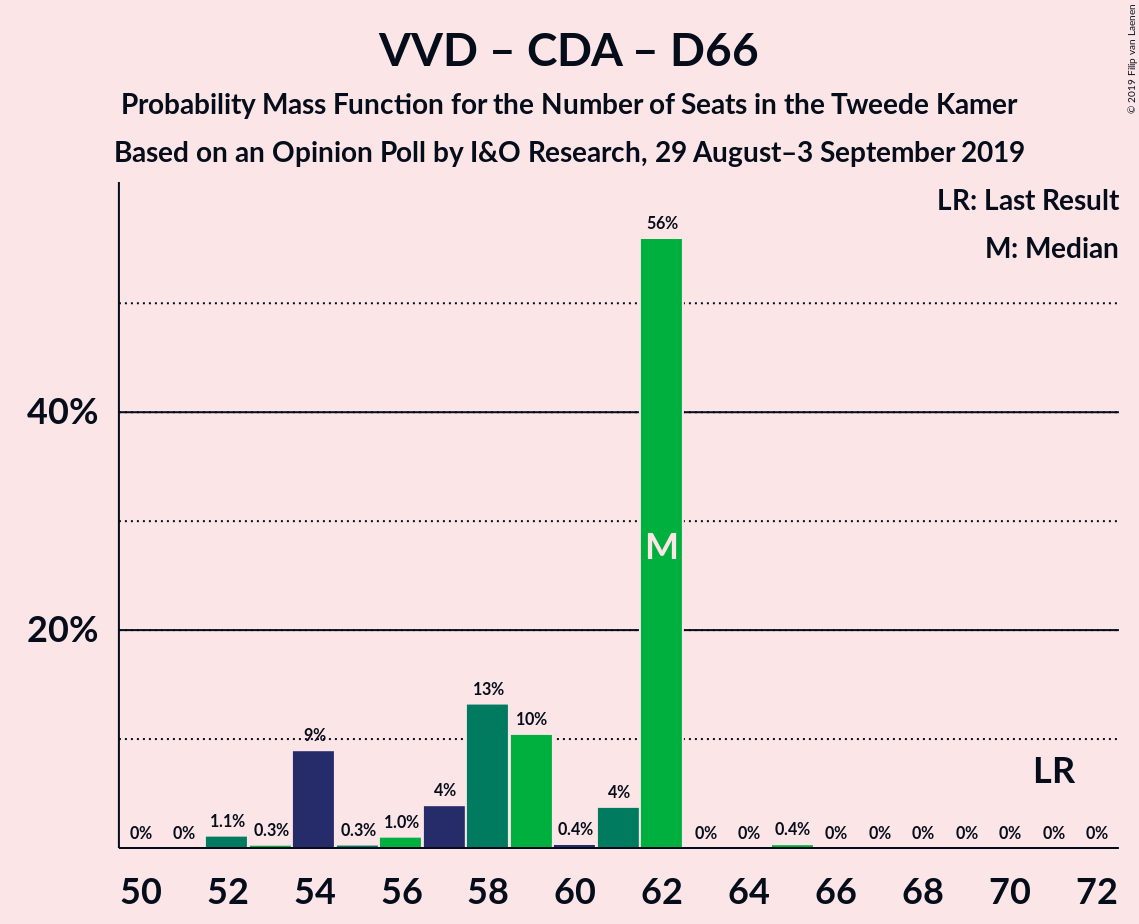 VVD – CDA – D66
Probability Mass Function for the Number of Seats in the Tweede Kamer
Based on an Opinion Poll by I&O Research, 29 August–3 September 2019
© 2019 Filip van Laenen
LR: Last Result
M: Median
56%
40%
M
20%
13%
10%
9%
LR
4%
4%
0%
0%
1.1%
0.3%
0.3%
1.0%
0.4%
0%
0%
0.4%
0%
0%
0%
0%
0%
0%
0%
50 52 54 56 58 60 62 64 66 68 70 72